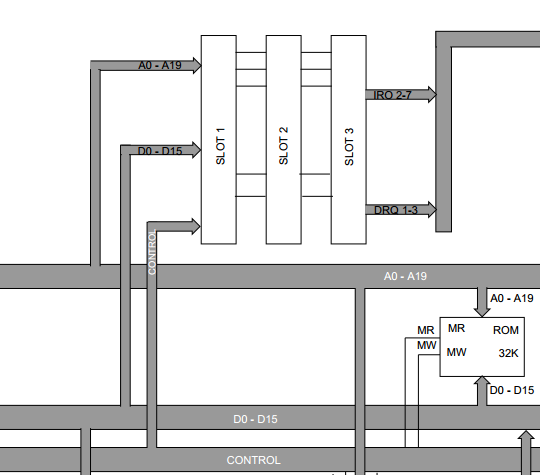 A0 - A19
D0 - D15
CONTROL
SLOT 1
SLOT 2
SLOT 3
IRQ 2-7
DRQ 1-3
A0 - A19
A0 - A19
MR
MW
MR
ROM
MW
32K
D0 - D15
D0 - D15
CONTROL